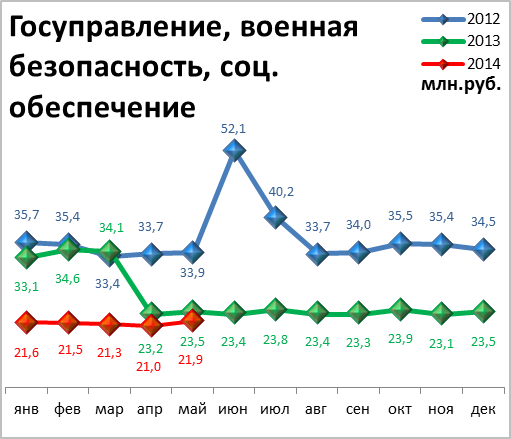 Госуправление, военная
безопасность, соц.
обеспечение
2012
2013
2014
млн.руб.
52,1
40,2
35,7 35,4 34,1 33,7 33,7 34,0 35,5 35,4 34,5
33,1 34,6 33,4 33,9
21,6 21,5 21,3 23,2 23,5 23,4 23,8 23,4 23,3 23,9 23,1 23,5
21,0 21,9
янв фев мар апр май июн июл авг сен окт ноя дек